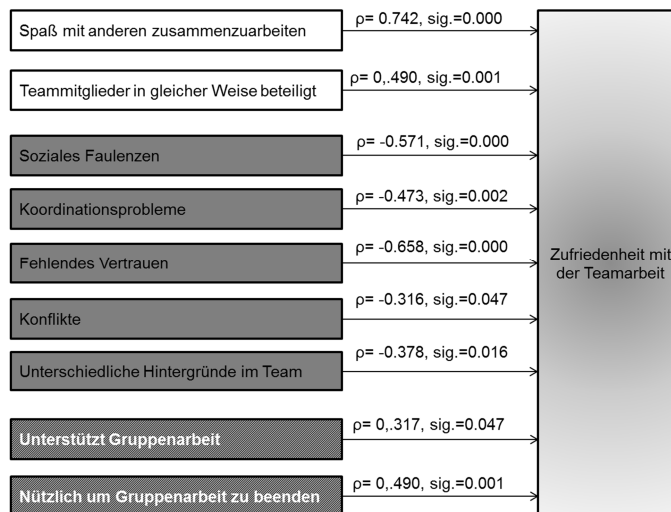 Spaß mit anderen zusammenzuarbeiten
ρ= 0.742, sig.=0.000
Teammitglieder in gleicher Weise beteiligt
ρ= 0,.490, sig.=0.001
Soziales Faulenzen
ρ= -0.571, sig.=0.000
Koordinationsprobleme
ρ= -0.473, sig.=0.002
Fehlendes Vertrauen
ρ= -0.658, sig.=0.000
Konflikte
ρ= -0.316, sig.=0.047
Unterschiedliche Hintergründe im Team
ρ= -0.378, sig.=0.016
Unterstützt Gruppenarbeit
ρ= 0,.317, sig.=0.047
Nützlich um Gruppenarbeit zu beenden
ρ= 0,.490, sig.=0.001
Zufriedenheit mit
der Teamarbeit